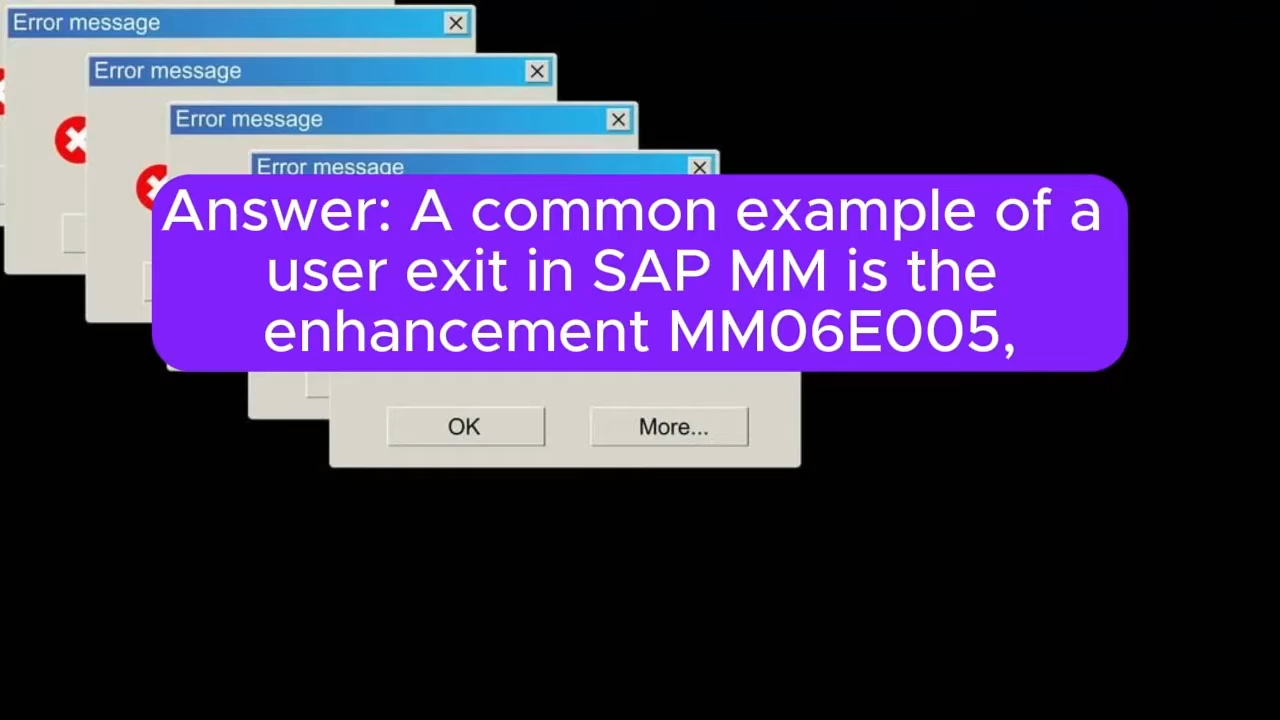 Error message
Error message
Error message
Error message
Answer: A common example of a
user exit in SAP MM is the
enhancement MM06E005,
OK
More...